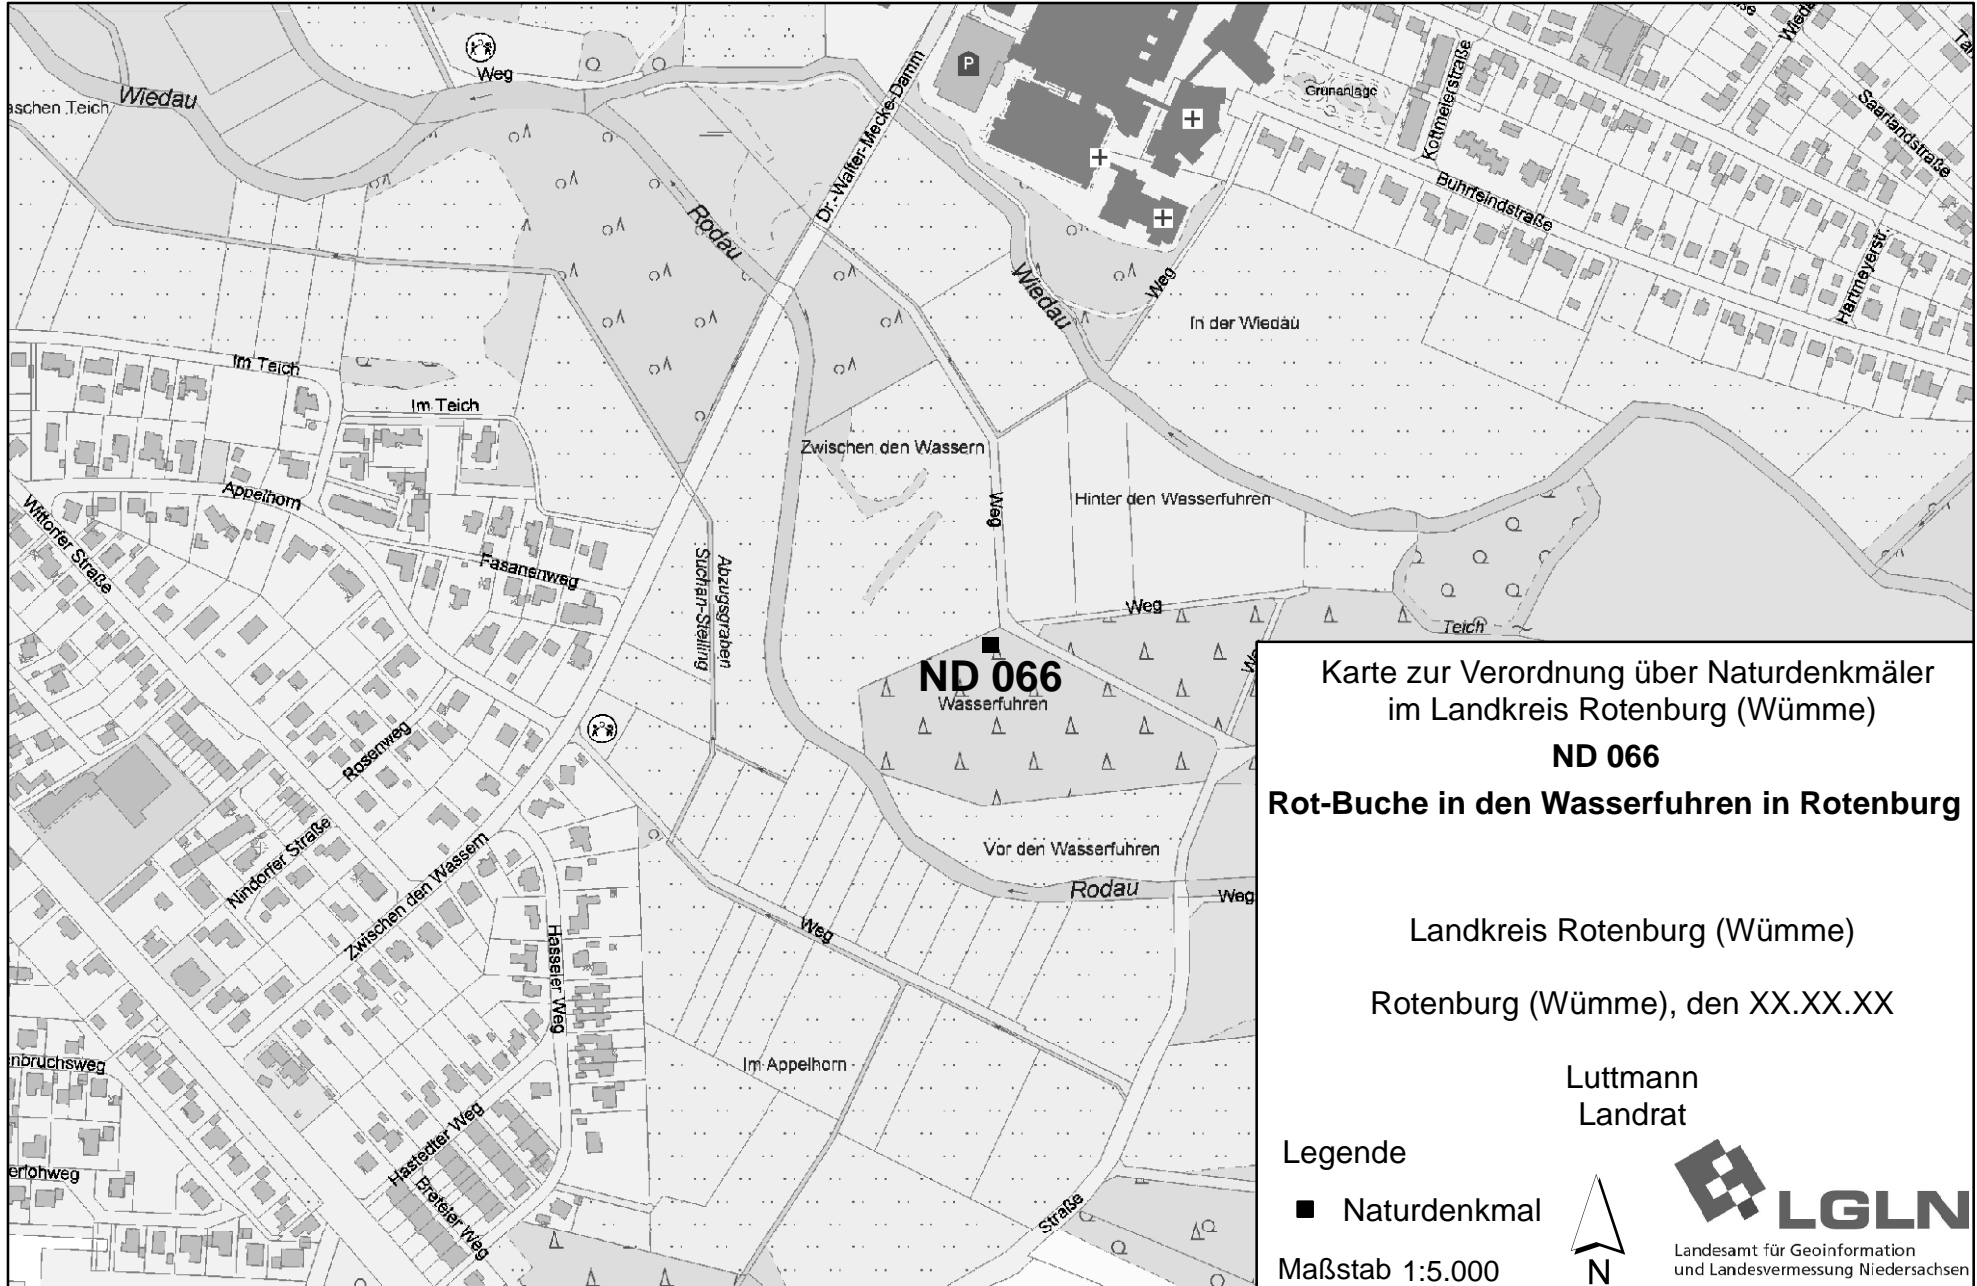 Wieda
Weg
P
Wiedau
aschen Teich
Dr.-Walter-Mecke-Damm
Grünanlage
Kottmeierstraße
Saarlandstraße
Buhrfeindstraße
Hartmeyerstr.
Rodau
Wiedau
Weg
In der Wiedau
Im Teich
Im Teich
Zwischen den Wassern
Appelhorn
Weg
Hinter den Wasserfuhren
Wittorfer Straße
Fasanenweg
Suchan-Stelling
Abzugsgraben
Weg
Teich
ND 066
Wasserfuhren
Rosenweg
Nindorfer Straße
Zwischen den Wassern
Vor den Wasserfuhren
Rodau
Weg
Weg
Hasseler Weg
Im Appelhorn
nbruchsweg
Hastedter Weg
erlohweg
Breteler Weg
Straße
Karte zur Verordnung über Naturdenkmäler
im Landkreis Rotenburg (Wümme)
ND 066
Rot-Buche in den Wasserfuhren in Rotenburg
Landkreis Rotenburg (Wümme)
Rotenburg (Wümme), den XX.XX.XX
Luttmann
Landrat
Legende
Naturdenkmal
Maßstab 1:5.000
N
LGLN
Landesamt für Geoinformation
und Landesvermessung Niedersachsen